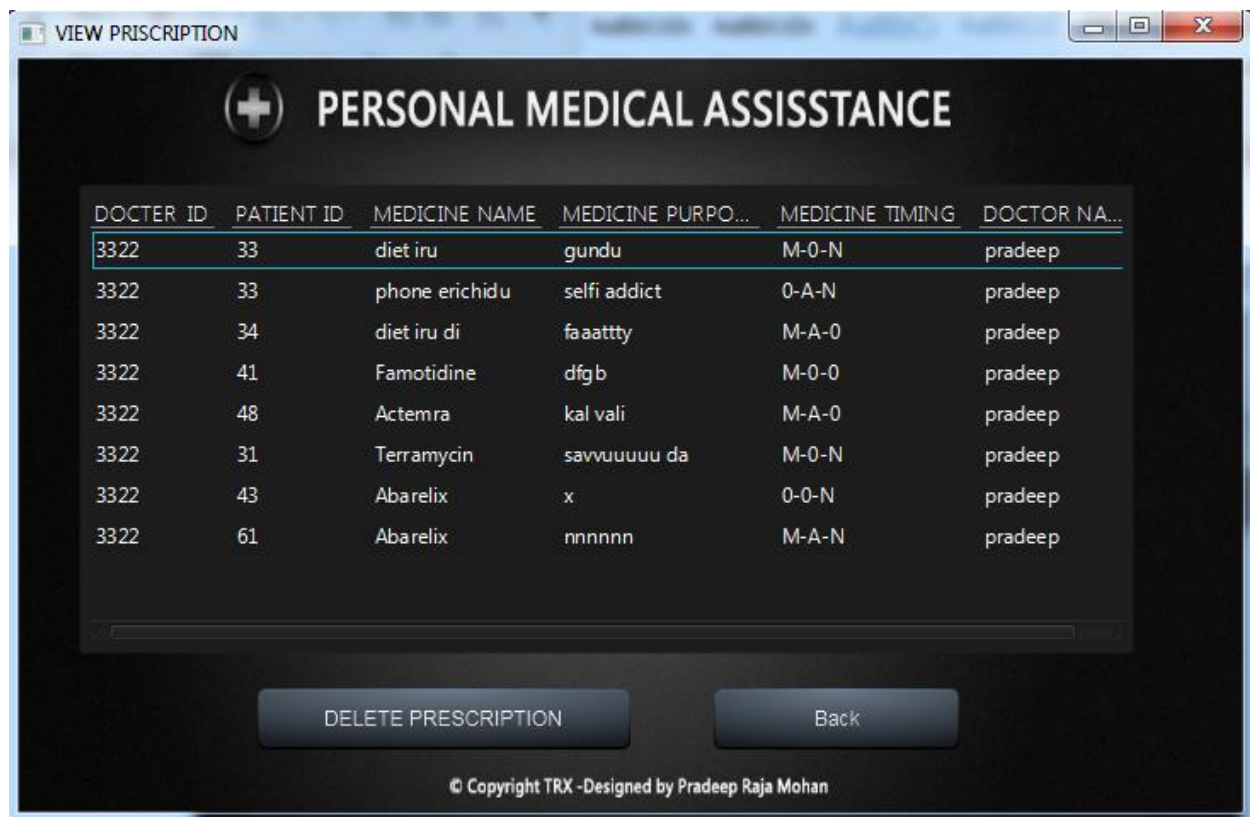 VIEW PRISCRIPTION
PERSONAL MEDICAL ASSISSTANCE
DOCTER ID PATIENT ID MEDICINE NAME MEDICINE PURPO... MEDICINE TIMING DOCTOR NA...
3322 33 diet iru gundu M-0-N pradeep
3322 33 phone erichidu selfi addict 0-A-N pradeep
3322 34 diet iru di faaattty M-A-0 pradeep
3322 41 Famotidine dfgb M-0-0 pradeep
3322 48 Actemra kal vali M-A-0 pradeep
3322 31 Terramycin savvuuuuu da M-0-N pradeep
3322 43 Abarelix x 0-0-N pradeep
3322 61 Abarelix nnnnnn M-A-N pradeep
DELETE PRESCRIPTION Back
© Copyright TRX -Designed by Pradeep Raja Mohan